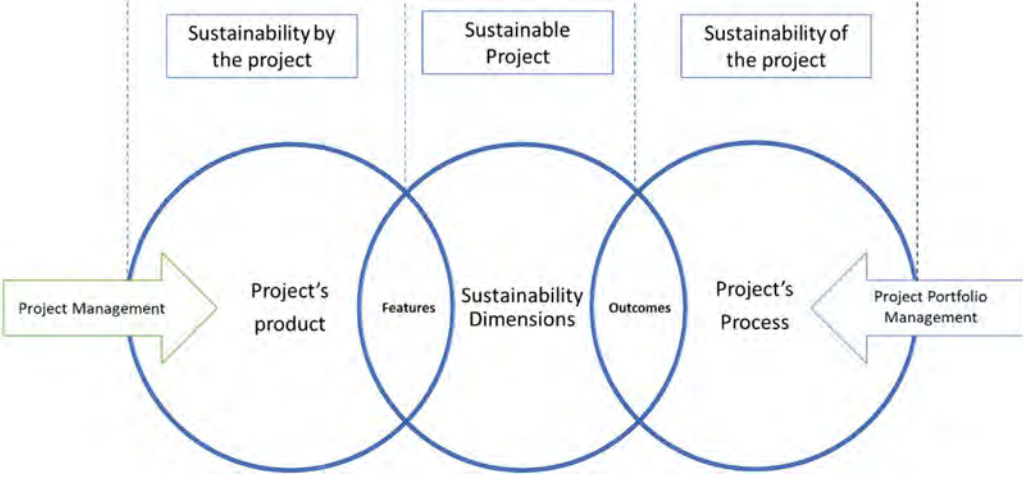 Sustainability by
the project
Sustainable
Project
Sustainability of
the project
Project Management
Project's
product
Features
Sustainability
Dimensions
Outcomes
Project's
Process
Project Portfolio
Management